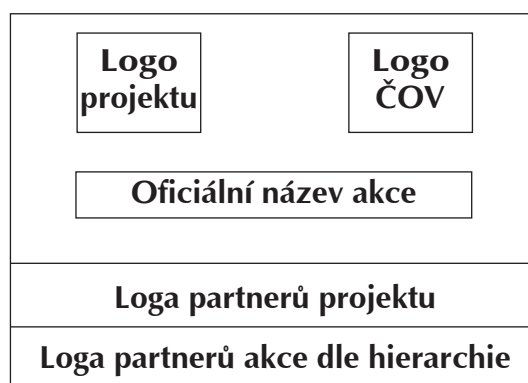 Logo
projektu
Logo
ČOV
Oficiální název akce
Loga partnerů projektu
Loga partnerů akce dle hierarchie